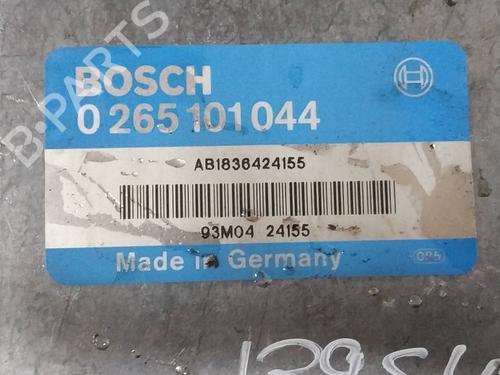 B-PARTS
BOSCH
0 265 101 044
AB1836424155
93M04 24155
Made in Germany